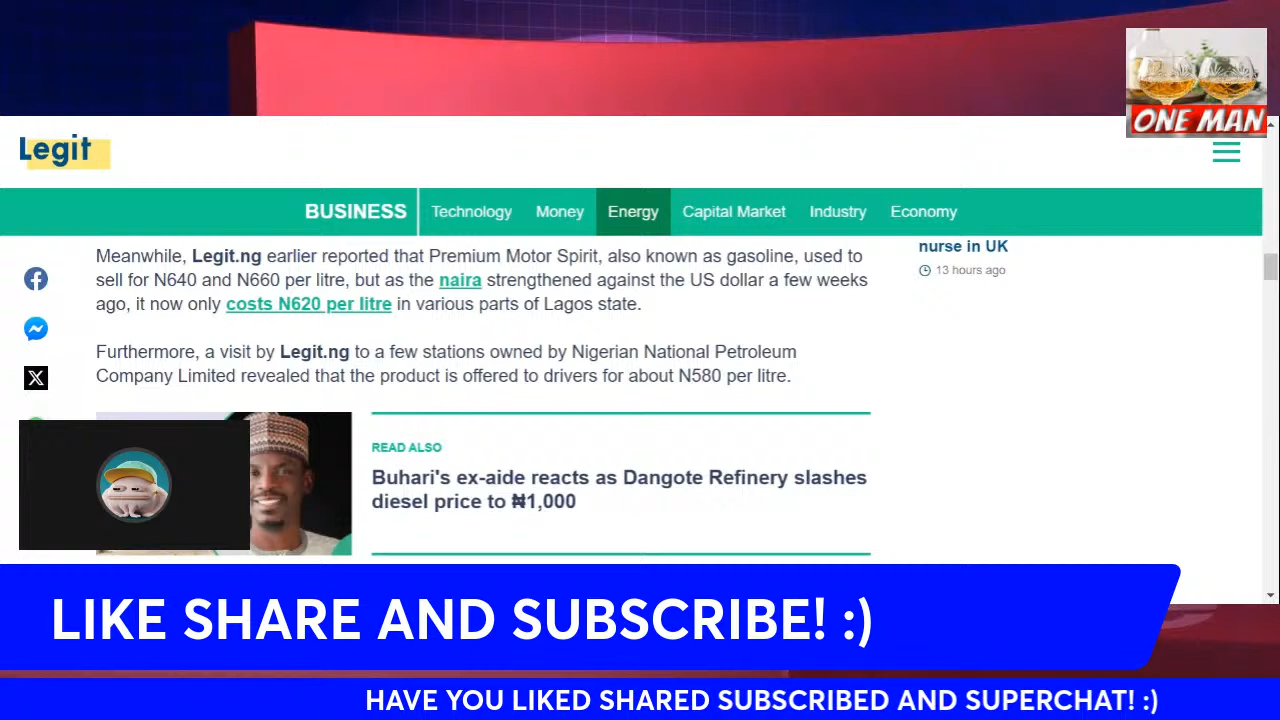 ONE MAN
Legit
BUSINESS Technology Money Energy Capital Market Industry Economy
Meanwhile, Legit.ng earlier reported that Premium Motor Spirit, also known as gasoline, used to
sell for N640 and N660 per litre, but as the naira strengthened against the US dollar a few weeks
ago, it now only costs N620 per litre in various parts of Lagos state.
Furthermore, a visit by Legit.ng to a few stations owned by Nigerian National Petroleum
Company Limited revealed that the product is offered to drivers for about N580 per litre.
nurse in UK
13 hours ago
READ ALSO
Buhari's ex-aide reacts as Dangote Refinery slashes
diesel price to ₦1,000
LIKE SHARE AND SUBSCRIBE! :)
HAVE YOU LIKED SHARED SUBSCRIBED AND SUPERCHAT! :)